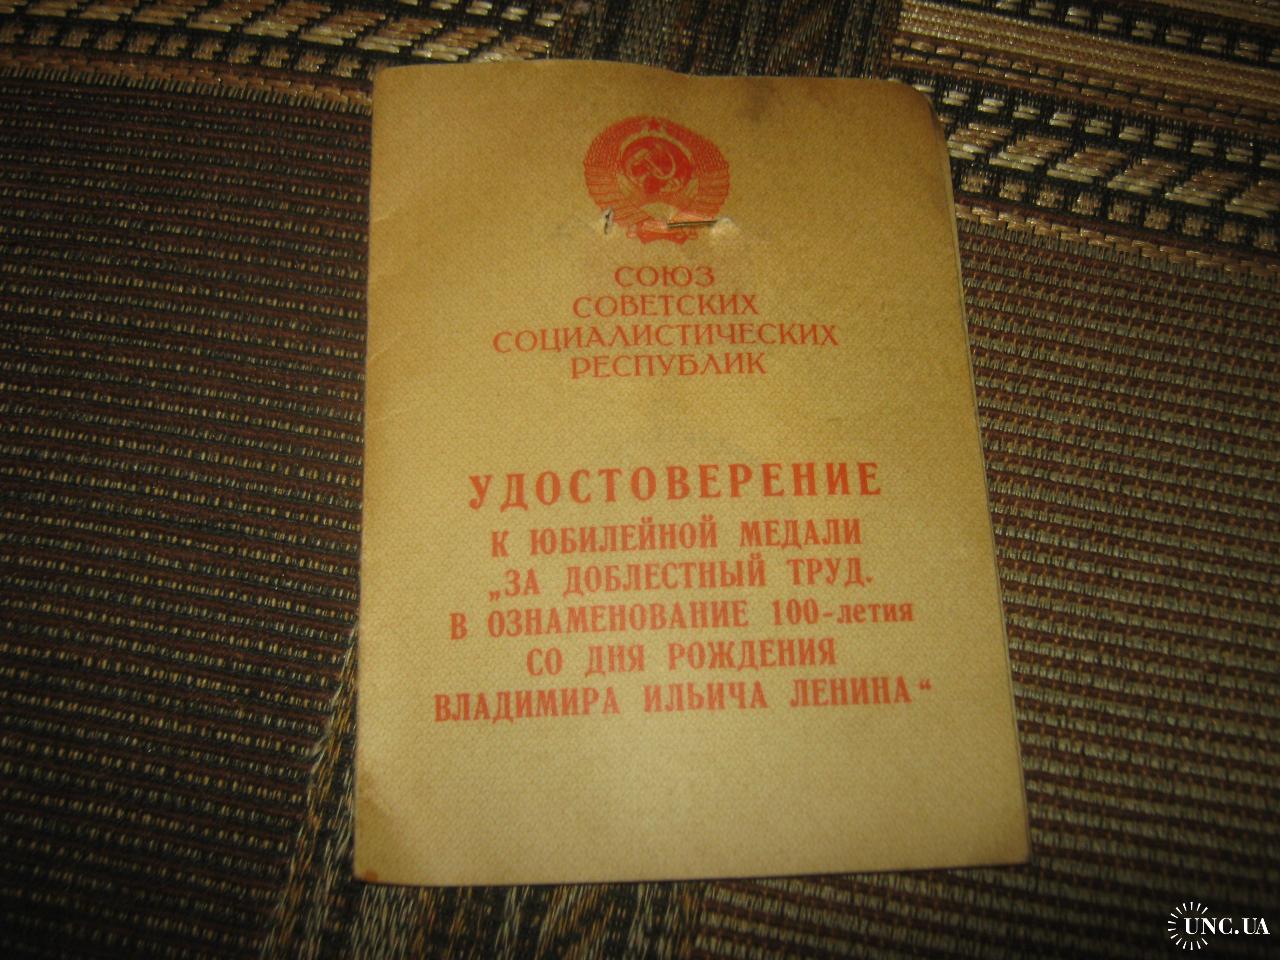 СОЮЗ
СОВЕТСКИХ
СОЦИАЛИСТИЧЕСКИХ
РЕСПУБЛИК
УДОСТОВЕРЕНИЕ
К ЮБИЛЕЙНОЙ МЕДАЛИ
„ЗА ДОБЛЕСТНЫЙ ТРУД.
В ОЗНАМЕНОВАНИЕ 100-летия
СО ДНЯ РОЖДЕНИЯ
ВЛАДИМИРА ИЛЬИЧА ЛЕНИНА“
UNC.UA